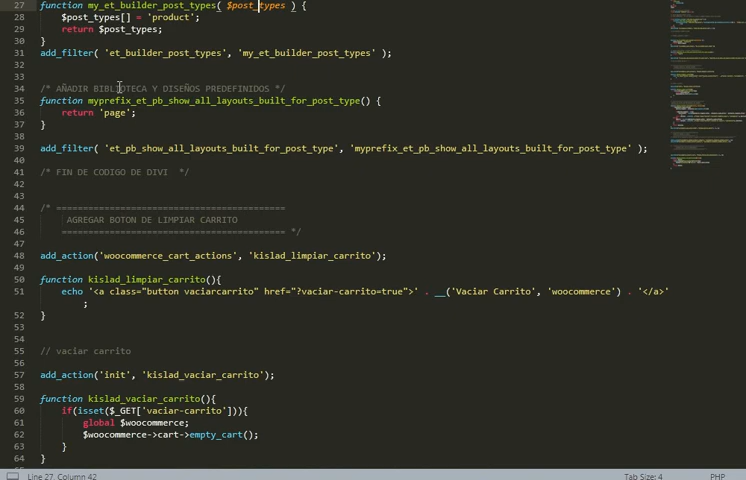 27 function my_et_builder_post_types( $post_types ) {
28 $post_types[] = 'product';
29 return $post_types;
30 }
31 add_filter( 'et_builder_post_types', 'my_et_builder_post_types' );
32
33
34 /* AÑADIR BIBLIOTECA Y DISEÑOS PREDEFINIDOS */
35 function myprefix_et_pb_show_all_layouts_built_for_post_type() {
36 return 'page';
37 }
38
39 add_filter( 'et_pb_show_all_layouts_built_for_post_type', 'myprefix_et_pb_show_all_layouts_built_for_post_type' );
40
41 /* FIN DE CODIGO DE DIVI */
42
43
44 /* ===========================================
45 AGREGAR BOTON DE LIMPIAR CARRITO
46 ========================================== */
47
48 add_action('woocommerce_cart_actions', 'kislad_limpiar_carrito');
49
50 function kislad_limpiar_carrito(){
51 echo '<a class="button vaciarcarrito" href="?vaciar-carrito=true">' . __('Vaciar Carrito', 'woocommerce') . '</a>'
;
52 }
53
54
55 // vaciar carrito
56
57 add_action('init', 'kislad_vaciar_carrito');
58
59 function kislad_vaciar_carrito(){
60 if(isset($_GET['vaciar-carrito'])){
61 global $woocommerce;
62 $woocommerce->cart->empty_cart();
63 }
64 }
Line 27, Column 42 Tab Size: 4 PHP